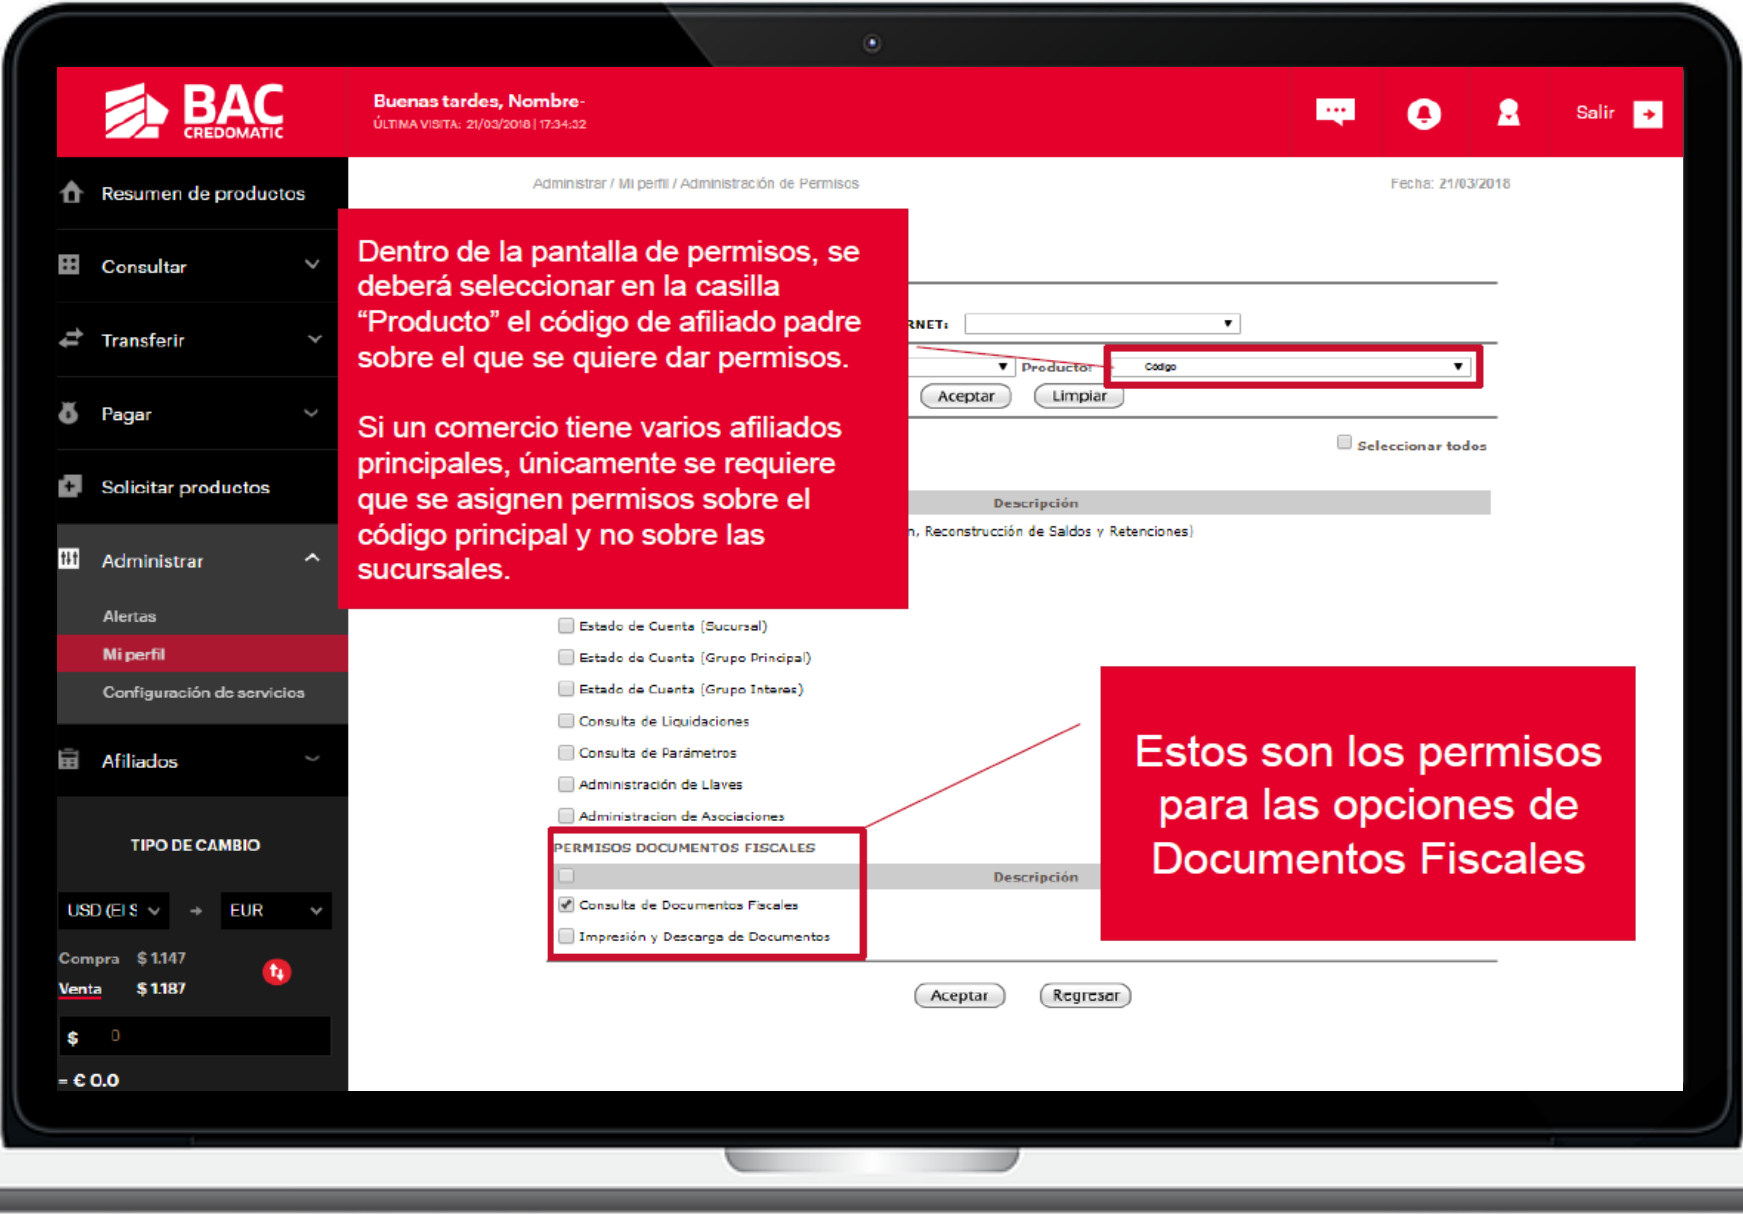 BAC
CREDOMATIC
Buenas tardes, Nombre-
ÚLTIMA VISITA: 21/03/2018 | 17:34:32
Salir
Resumen de productos
Consultar
Transferir
Pagar
Solicitar productos
Administrar
Alertas
Mi perfil
Configuración de servicios
Afiliados
TIPO DE CAMBIO
USD (El S
EUR
Compra $ 1.147
Venta $ 1.187
$ 0
= € 0.0
Administrar / Mi perfil / Administración de Permisos
Fecha: 21/03/2018
Dentro de la pantalla de permisos, se
deberá seleccionar en la casilla
“Producto” el código de afiliado padre
sobre el que se quiere dar permisos.
Si un comercio tiene varios afiliados
principales, únicamente se requiere
que se asignen permisos sobre el
código principal y no sobre las
sucursales.
RNET:
Producto:
Código
Aceptar
Limpiar
Seleccionar todos
Descripción
n, Reconstrucción de Saldos y Retenciones)
Estado de Cuenta (Sucursal)
Estado de Cuenta (Grupo Principal)
Estado de Cuenta (Grupo Interes)
Consulta de Liquidaciones
Consulta de Parámetros
Administración de Llaves
Administracion de Asociaciones
PERMISOS DOCUMENTOS FISCALES
Descripción
Consulta de Documentos Fiscales
Impresión y Descarga de Documentos
Estos son los permisos
para las opciones de
Documentos Fiscales
Aceptar
Regresar